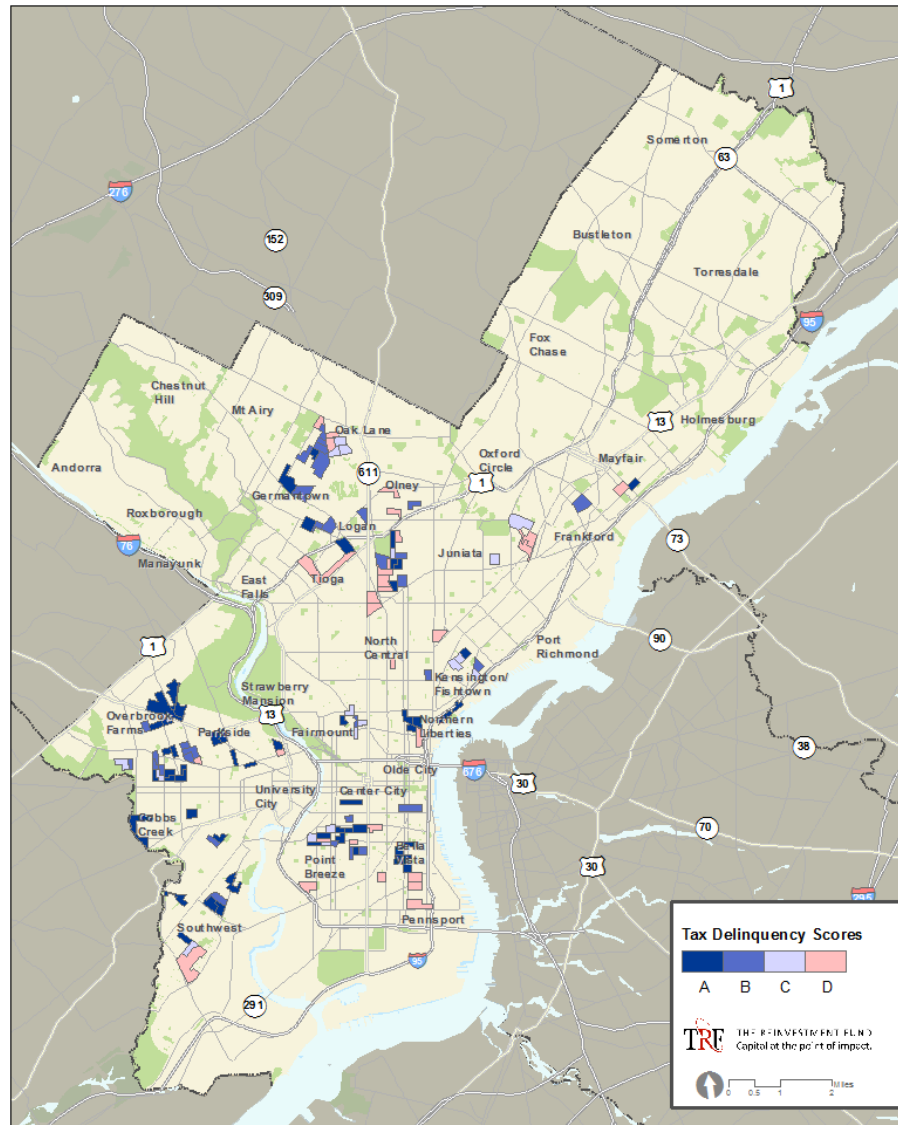 1
Somerton
63
276
Bustleton
152
Torresdale
309
95
Fox
Chase
Chestnut
Hill
Mt Airy
13
Holmesburg
Oak Lane
Oxford
Circle
Mayfair
Andorra
611
Olney
1
Germantown
Roxborough
Logan
Frankford
73
76
Juniata
Manayunk
East
Falls
Tioga
90
1
North
Central
Port
Richmond
Kensington/
Fishtown
Strawberry
Mansion
13
Overbrook
Farms
Parkside
Fairmount
Northern
Liberties
38
Olde City
676
30
University
City
Center City
70
Cobbs
Creek
Bella
Vista
Point
Breeze
30
295
Pennsport
Southwest
95
291
Tax Delinquency Scores
A B C D
TRF THE REINVESTMENT FUND
Capital at the point of impact.
0 0.5 1 2 Miles